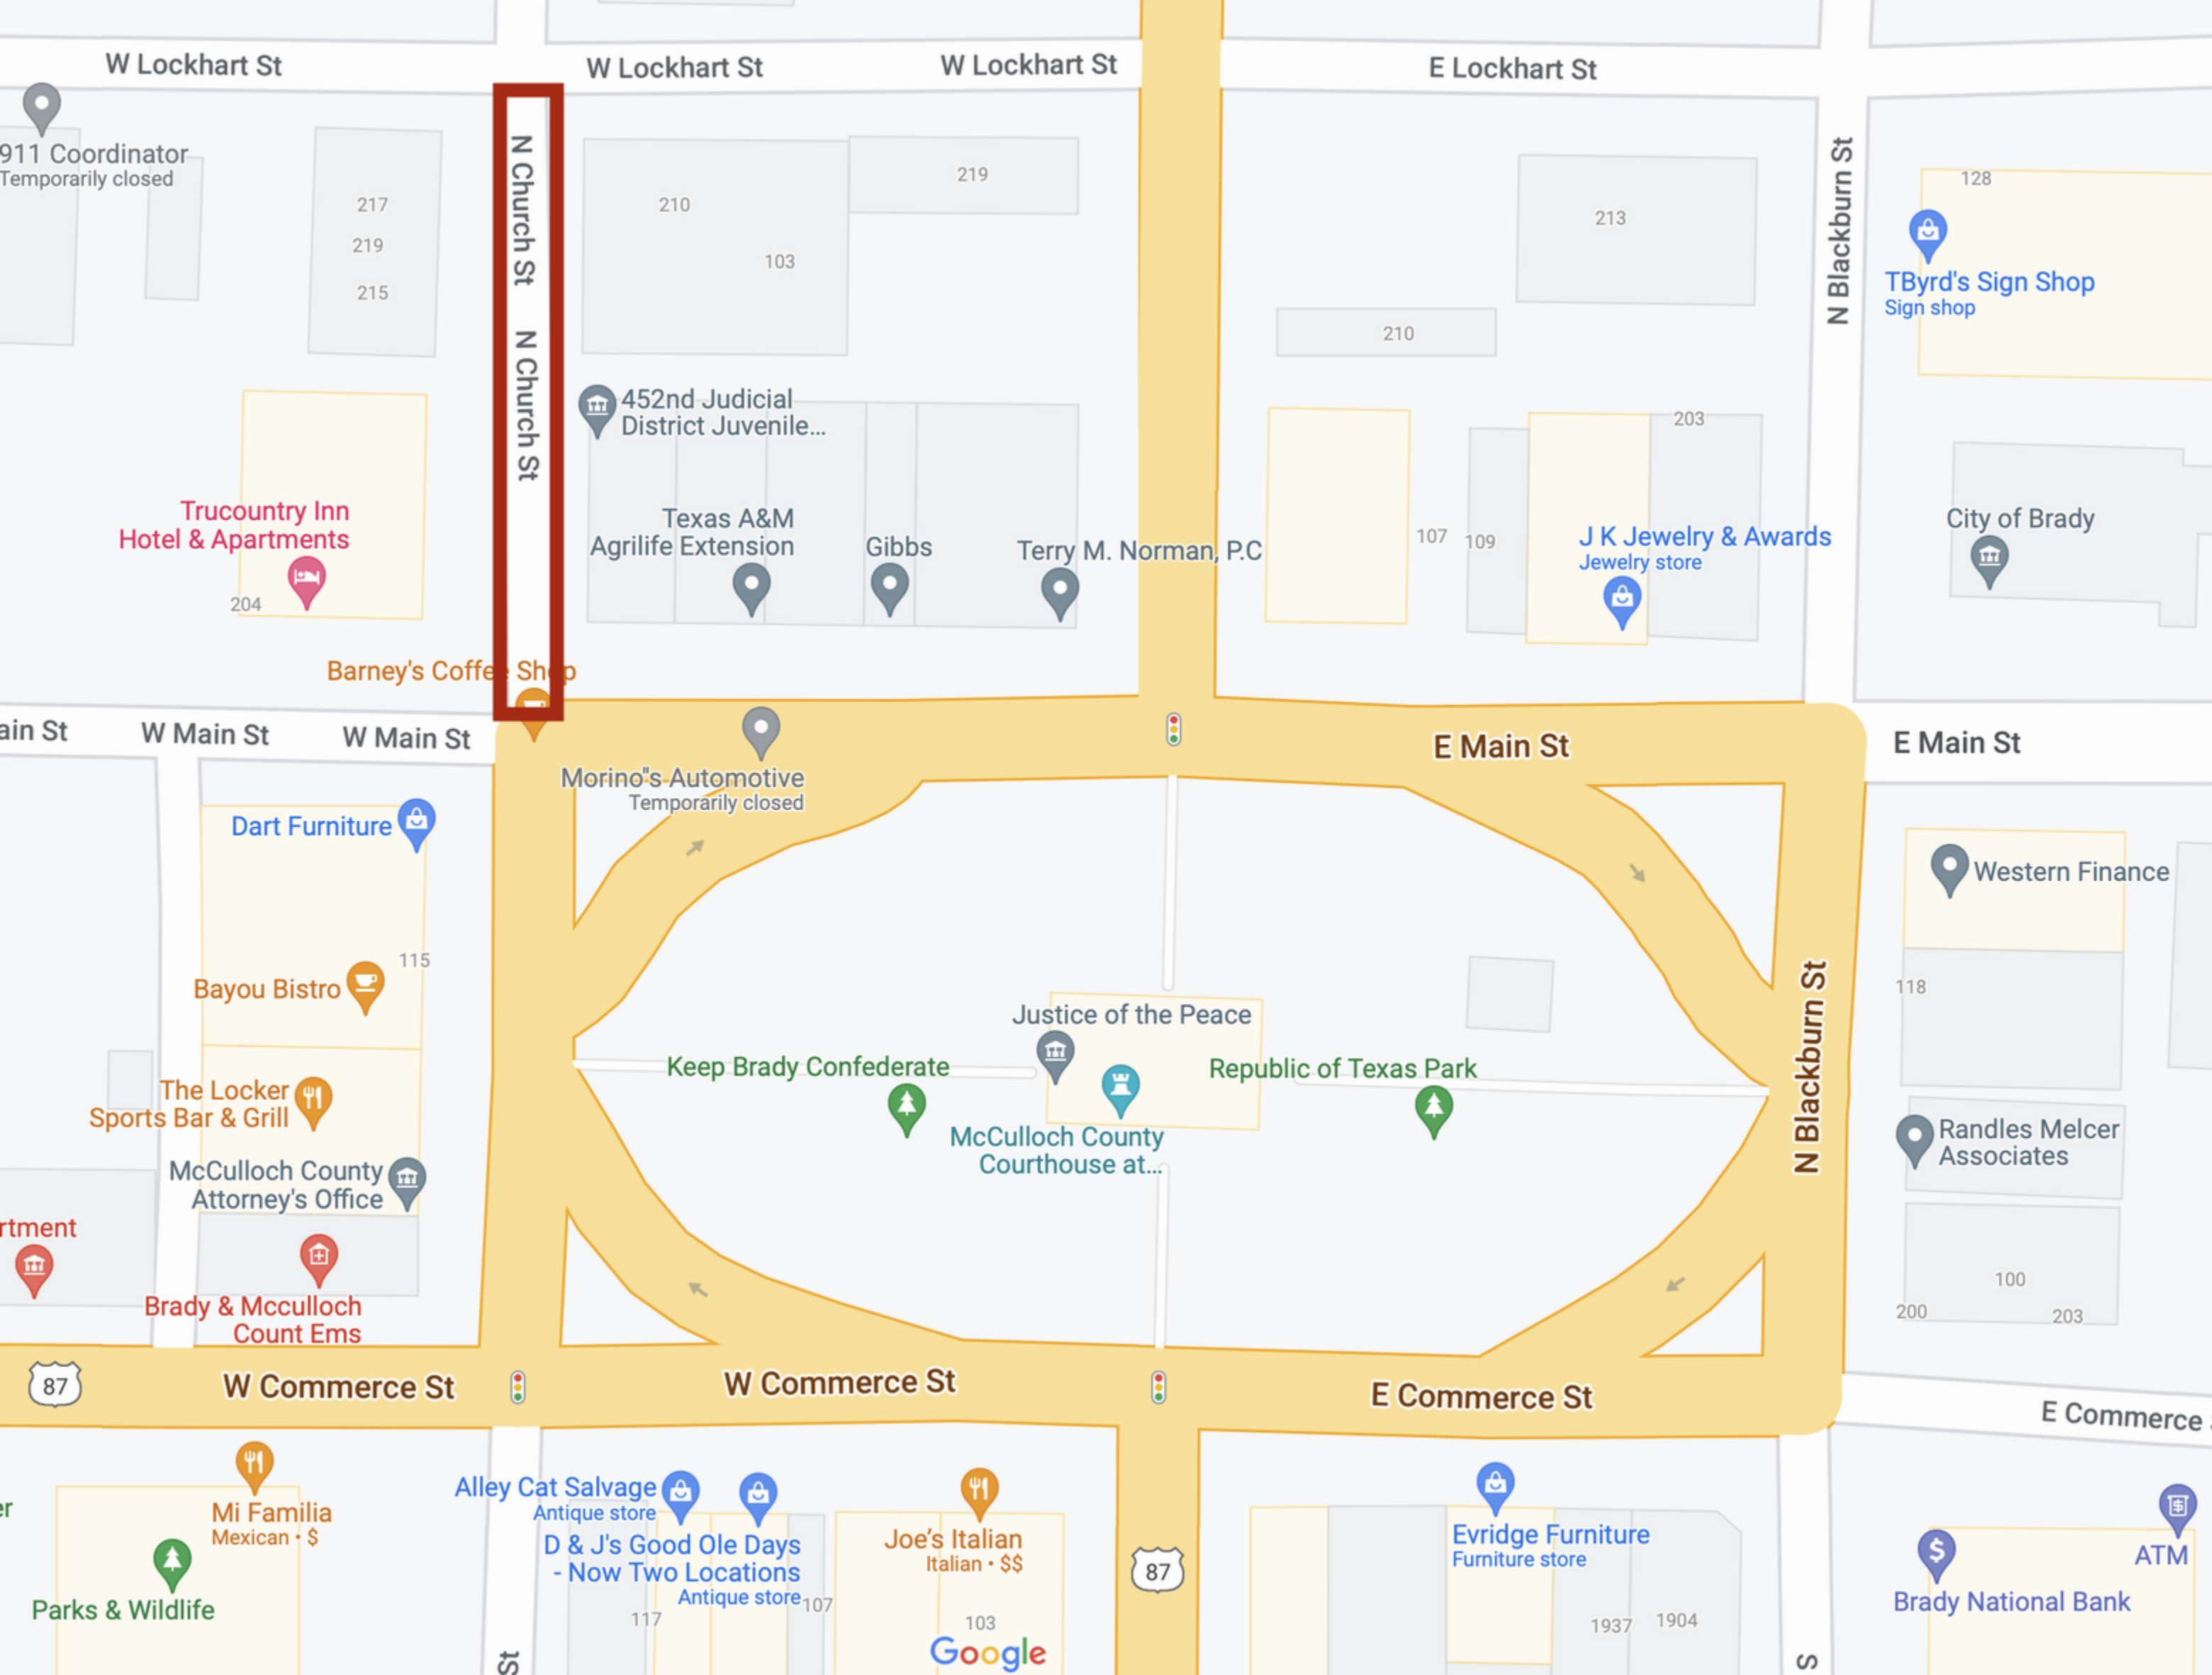 W Lockhart St
W Lockhart St
W Lockhart St
E Lockhart St
911 Coordinator
Temporarily closed
217
219
215
N Church St
N Church St
210
103
219
213
210
N Blackburn St
128
TByrd's Sign Shop
Sign shop
452nd Judicial
District Juvenile...
Trucountry Inn
Hotel & Apartments
204
Texas A&M
Agrilife Extension
Gibbs
Terry M. Norman, P.C
107
109
203
J K Jewelry & Awards
Jewelry store
City of Brady
Barney's Coffee Shop
ain St
W Main St
W Main St
E Main St
E Main St
Morino"s Automotive
Temporarily closed
Dart Furniture
115
Bayou Bistro
The Locker
Sports Bar & Grill
McCulloch County
Attorney's Office
rtment
Brady & Mcculloch
Count Ems
Justice of the Peace
Keep Brady Confederate
Republic of Texas Park
McCulloch County
Courthouse at...
N Blackburn St
Western Finance
118
Randles Melcer
Associates
100
200
203
87
W Commerce St
W Commerce St
E Commerce St
E Commerce
Mi Familia
Mexican • $
er
Parks & Wildlife
Alley Cat Salvage
Antique store
D & J's Good Ole Days
- Now Two Locations
Antique store
117
107
St
Joe's Italian
Italian • $$
103
Google
87
Evridge Furniture
Furniture store
1937
1904
S
ATM
Brady National Bank